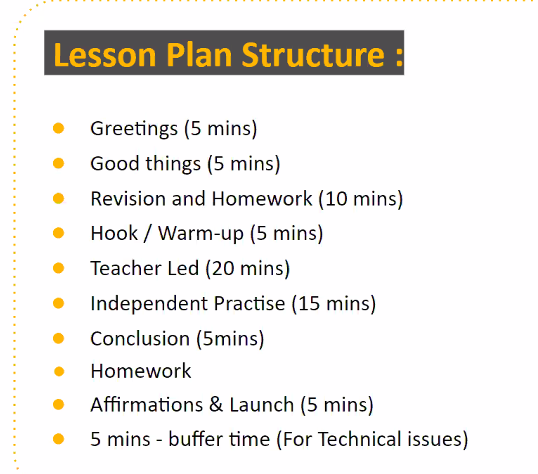 Lesson Plan Structure :
Greetings (5 mins)
Good things (5 mins)
Revision and Homework (10 mins)
Hook / Warm-up (5 mins)
Teacher Led (20 mins)
Independent Practise (15 mins)
Conclusion (5mins)
Homework
Affirmations & Launch (5 mins)
5 mins - buffer time (For Technical issues)